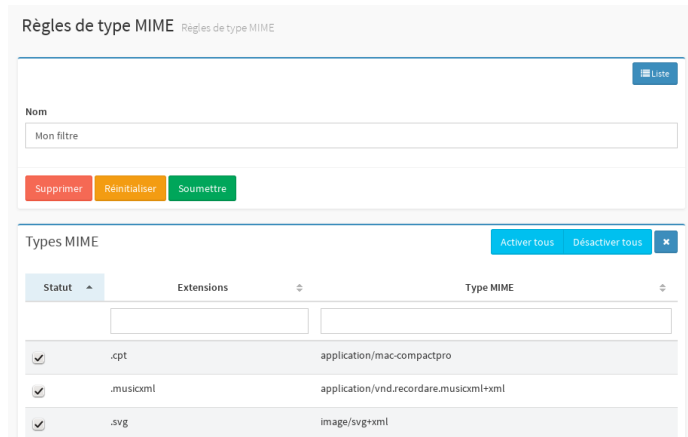 Règles de type MIME Règles de type MIME
Liste
Nom
Mon filtre
Supprimer Réinitialiser Soumettre
Types MIME Activer tous Désactiver tous
Statut Extensions Type MIME
.cpt application/mac-compactpro
.musicxml application/vnd.recordare.musicxml+xml
.svg image/svg+xml